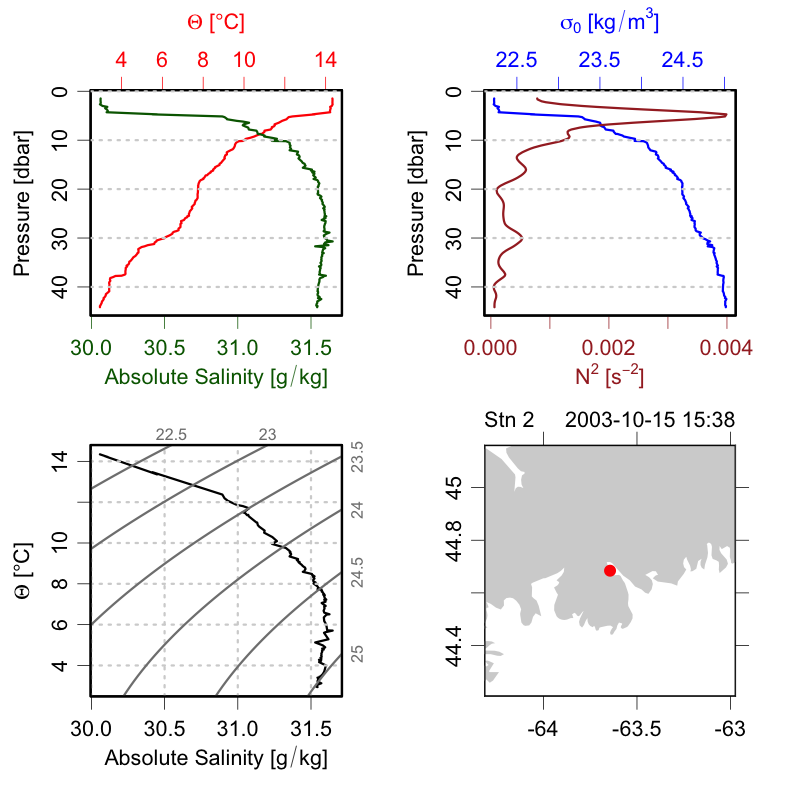 Θ [°C]
4 6 8 10 14
0
10
20
30
40
Pressure [dbar]
30.0 30.5 31.0 31.5
Absolute Salinity [g/kg]
σ₀ [kg/m³]
22.5 23.5 24.5
0
10
20
30
40
Pressure [dbar]
0.000 0.002 0.004
N² [s⁻²]
22.5 23
23.5
24
24.5
25
14
10
8
6
4
Θ [°C]
30.0 30.5 31.0 31.5
Absolute Salinity [g/kg]
Stn 2 2003-10-15 15:38
45
44.8
44.4
-64 -63.5 -63